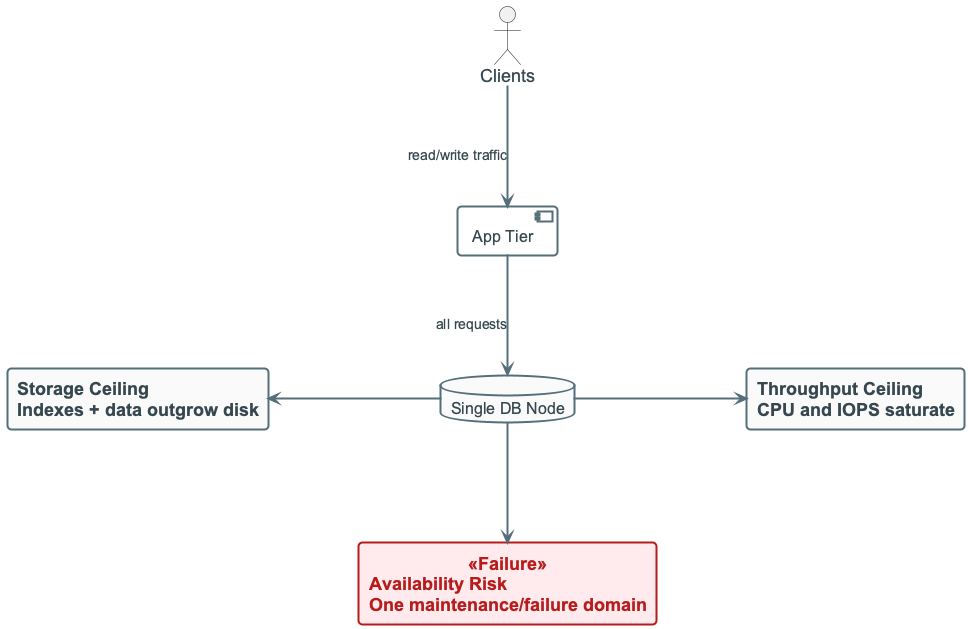 Clients
read/write traffic
App Tier
all requests
Storage Ceiling
Indexes + data outgrow disk
Single DB Node
Throughput Ceiling
CPU and IOPS saturate
«Failure»
Availability Risk
One maintenance/failure domain